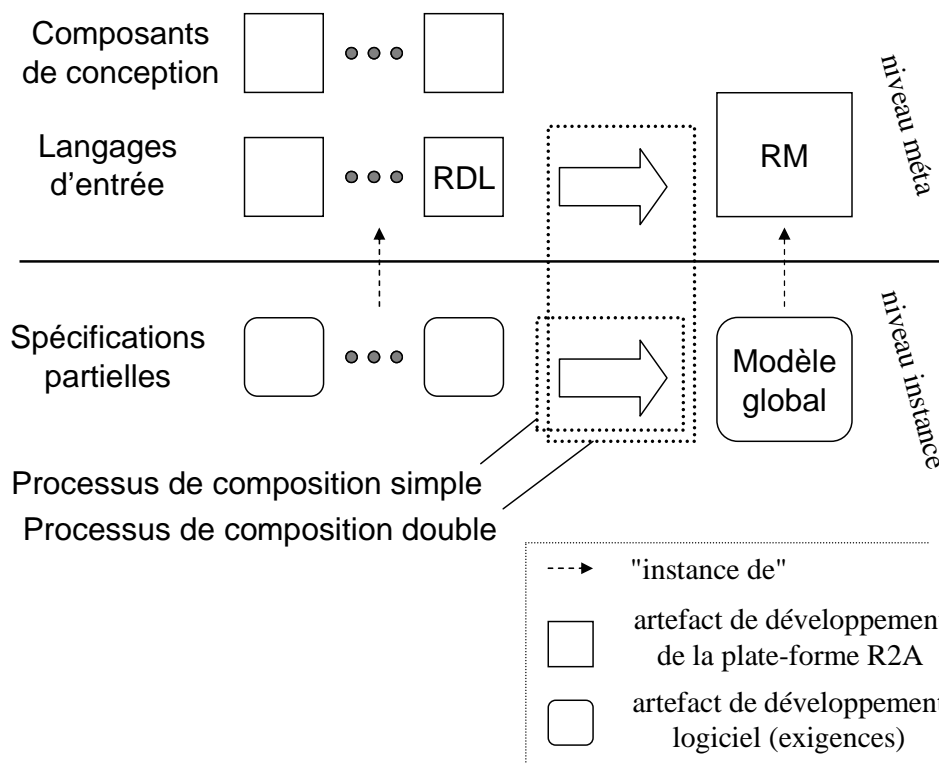 Composants
de conception
niveau méta
Langages
d'entrée
RDL
RM
Spécifications
partielles
Modèle
global
niveau instance
Processus de composition simple
Processus de composition double
"instance de"
artefact de développement
de la plate-forme R2A
artefact de développement
logiciel (exigences)